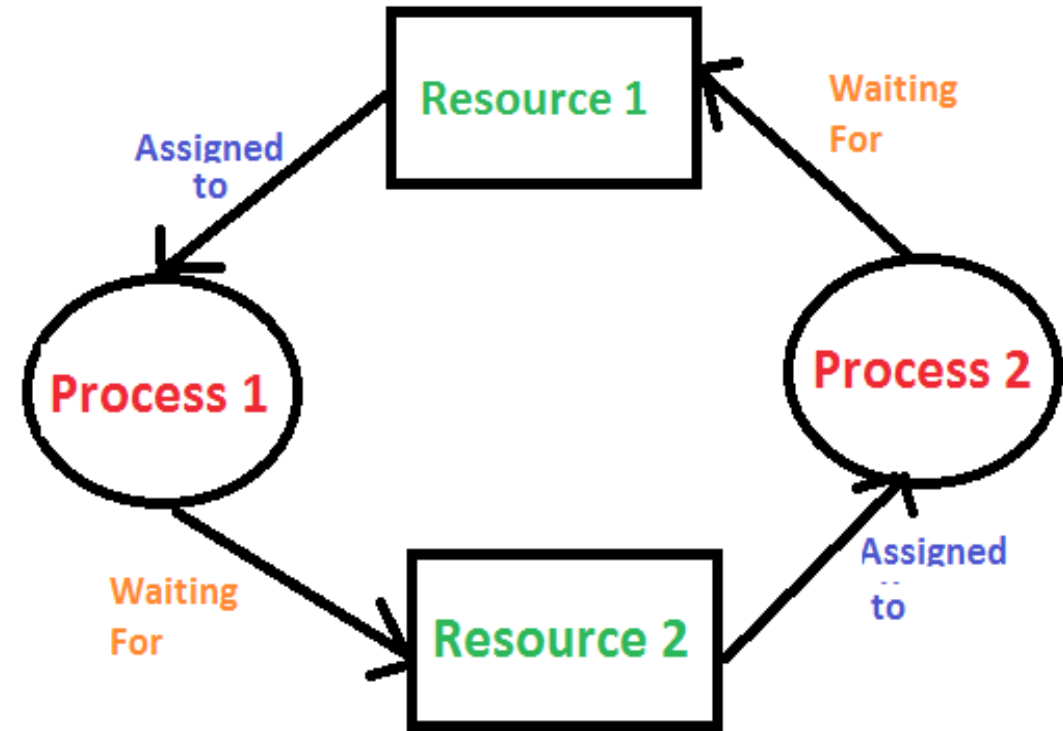 Resource 1
Waiting
For
Assigned
to
Process 1
Process 2
Waiting
For
Resource 2
Assigned
to